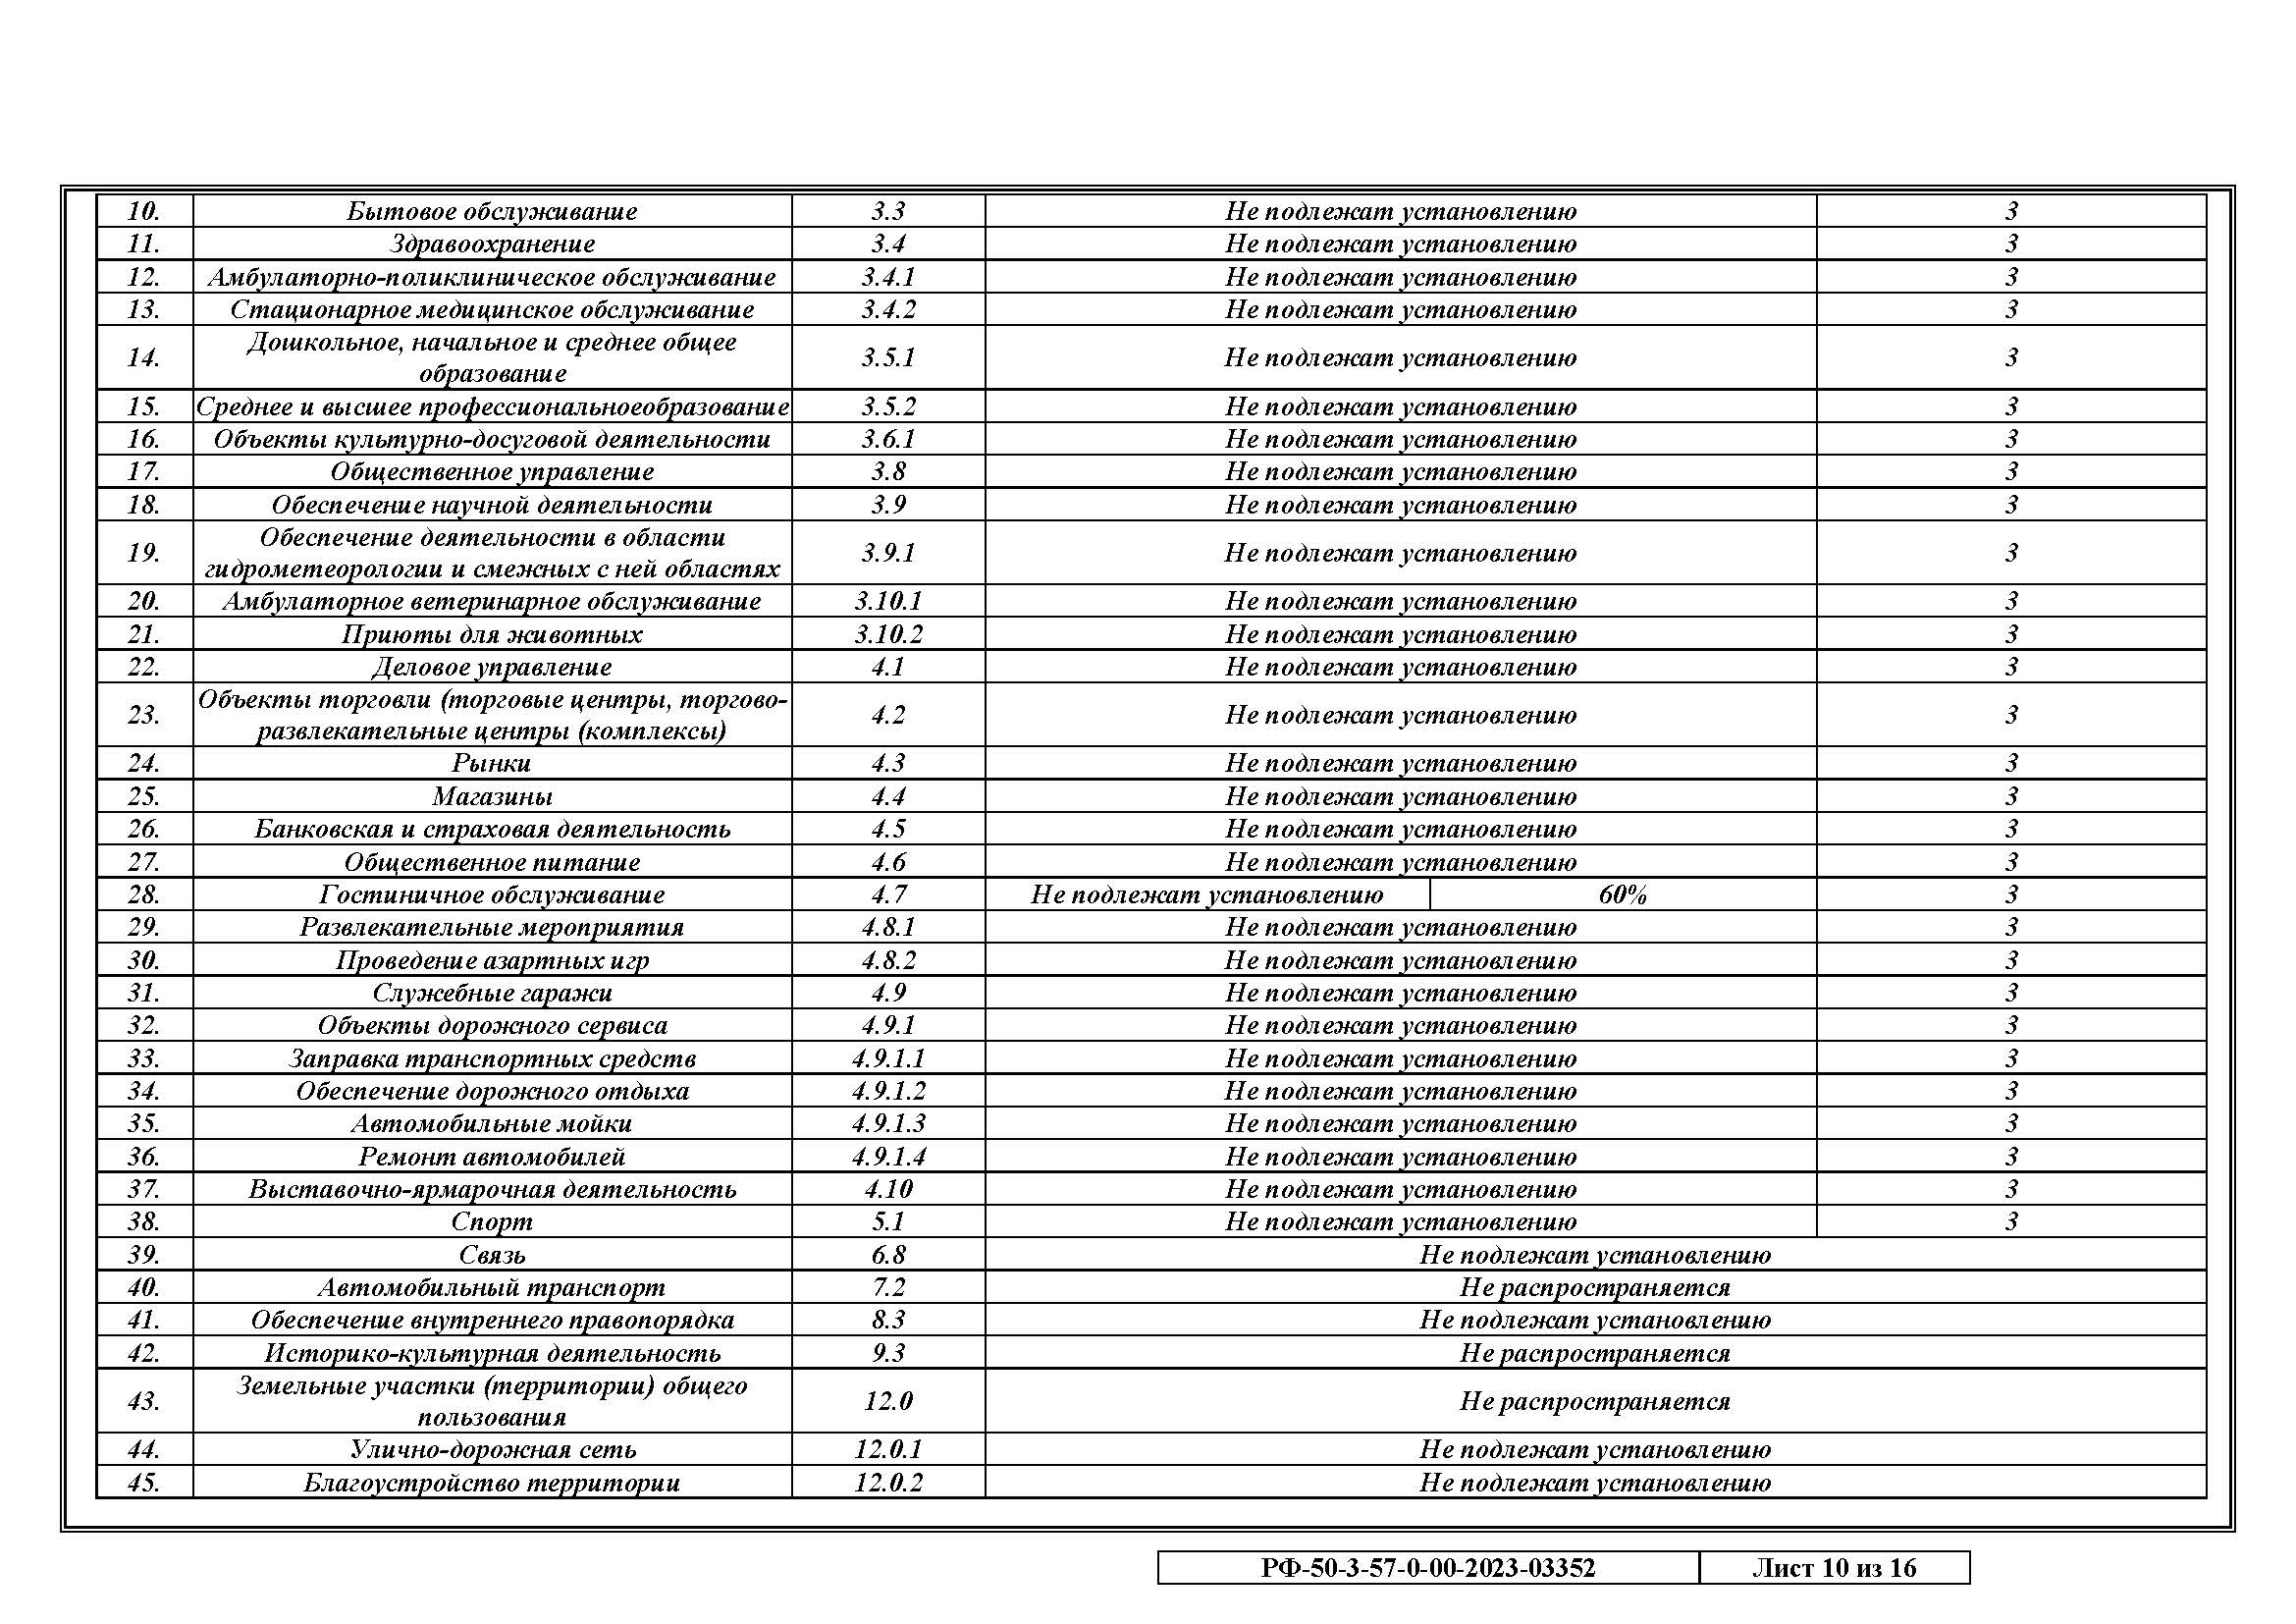 10. Бытовое обслуживание 3.3 Не подлежат установлению 3
11. Здравоохранение 3.4 Не подлежат установлению 3
12. Амбулаторно-поликлиническое обслуживание 3.4.1 Не подлежат установлению 3
13. Стационарное медицинское обслуживание 3.4.2 Не подлежат установлению 3
14. Дошкольное, начальное и среднее общее
образование 3.5.1 Не подлежат установлению 3
15. Среднее и высшее профессиональноеобразование 3.5.2 Не подлежат установлению 3
16. Объекты культурно-досуговой деятельности 3.6.1 Не подлежат установлению 3
17. Общественное управление 3.8 Не подлежат установлению 3
18. Обеспечение научной деятельности 3.9 Не подлежат установлению 3
19. Обеспечение деятельности в области
гидрометеорологии и смежных с ней областях 3.9.1 Не подлежат установлению 3
20. Амбулаторное ветеринарное обслуживание 3.10.1 Не подлежат установлению 3
21. Приюты для животных 3.10.2 Не подлежат установлению 3
22. Деловое управление 4.1 Не подлежат установлению 3
23. Объекты торговли (торговые центры, торгово-
развлекательные центры (комплексы) 4.2 Не подлежат установлению 3
24. Рынки 4.3 Не подлежат установлению 3
25. Магазины 4.4 Не подлежат установлению 3
26. Банковская и страховая деятельность 4.5 Не подлежат установлению 3
27. Общественное питание 4.6 Не подлежат установлению 3
28. Гостиничное обслуживание 4.7 Не подлежат установлению 60% 3
29. Развлекательные мероприятия 4.8.1 Не подлежат установлению 3
30. Проведение азартных игр 4.8.2 Не подлежат установлению 3
31. Служебные гаражи 4.9 Не подлежат установлению 3
32. Объекты дорожного сервиса 4.9.1 Не подлежат установлению 3
33. Заправка транспортных средств 4.9.1.1 Не подлежат установлению 3
34. Обеспечение дорожного отдыха 4.9.1.2 Не подлежат установлению 3
35. Автомобильные мойки 4.9.1.3 Не подлежат установлению 3
36. Ремонт автомобилей 4.9.1.4 Не подлежат установлению 3
37. Выставочно-ярмарочная деятельность 4.10 Не подлежат установлению 3
38. Спорт 5.1 Не подлежат установлению 3
39. Связь 6.8 Не подлежат установлению
40. Автомобильный транспорт 7.2 Не распространяется
41. Обеспечение внутреннего правопорядка 8.3 Не подлежат установлению
42. Историко-культурная деятельность 9.3 Не распространяется
43. Земельные участки (территории) общего
пользования 12.0 Не распространяется
44. Улично-дорожная сеть 12.0.1 Не подлежат установлению
45. Благоустройство территории 12.0.2 Не подлежат установлению
РФ-50-3-57-0-00-2023-03352 Лист 10 из 16